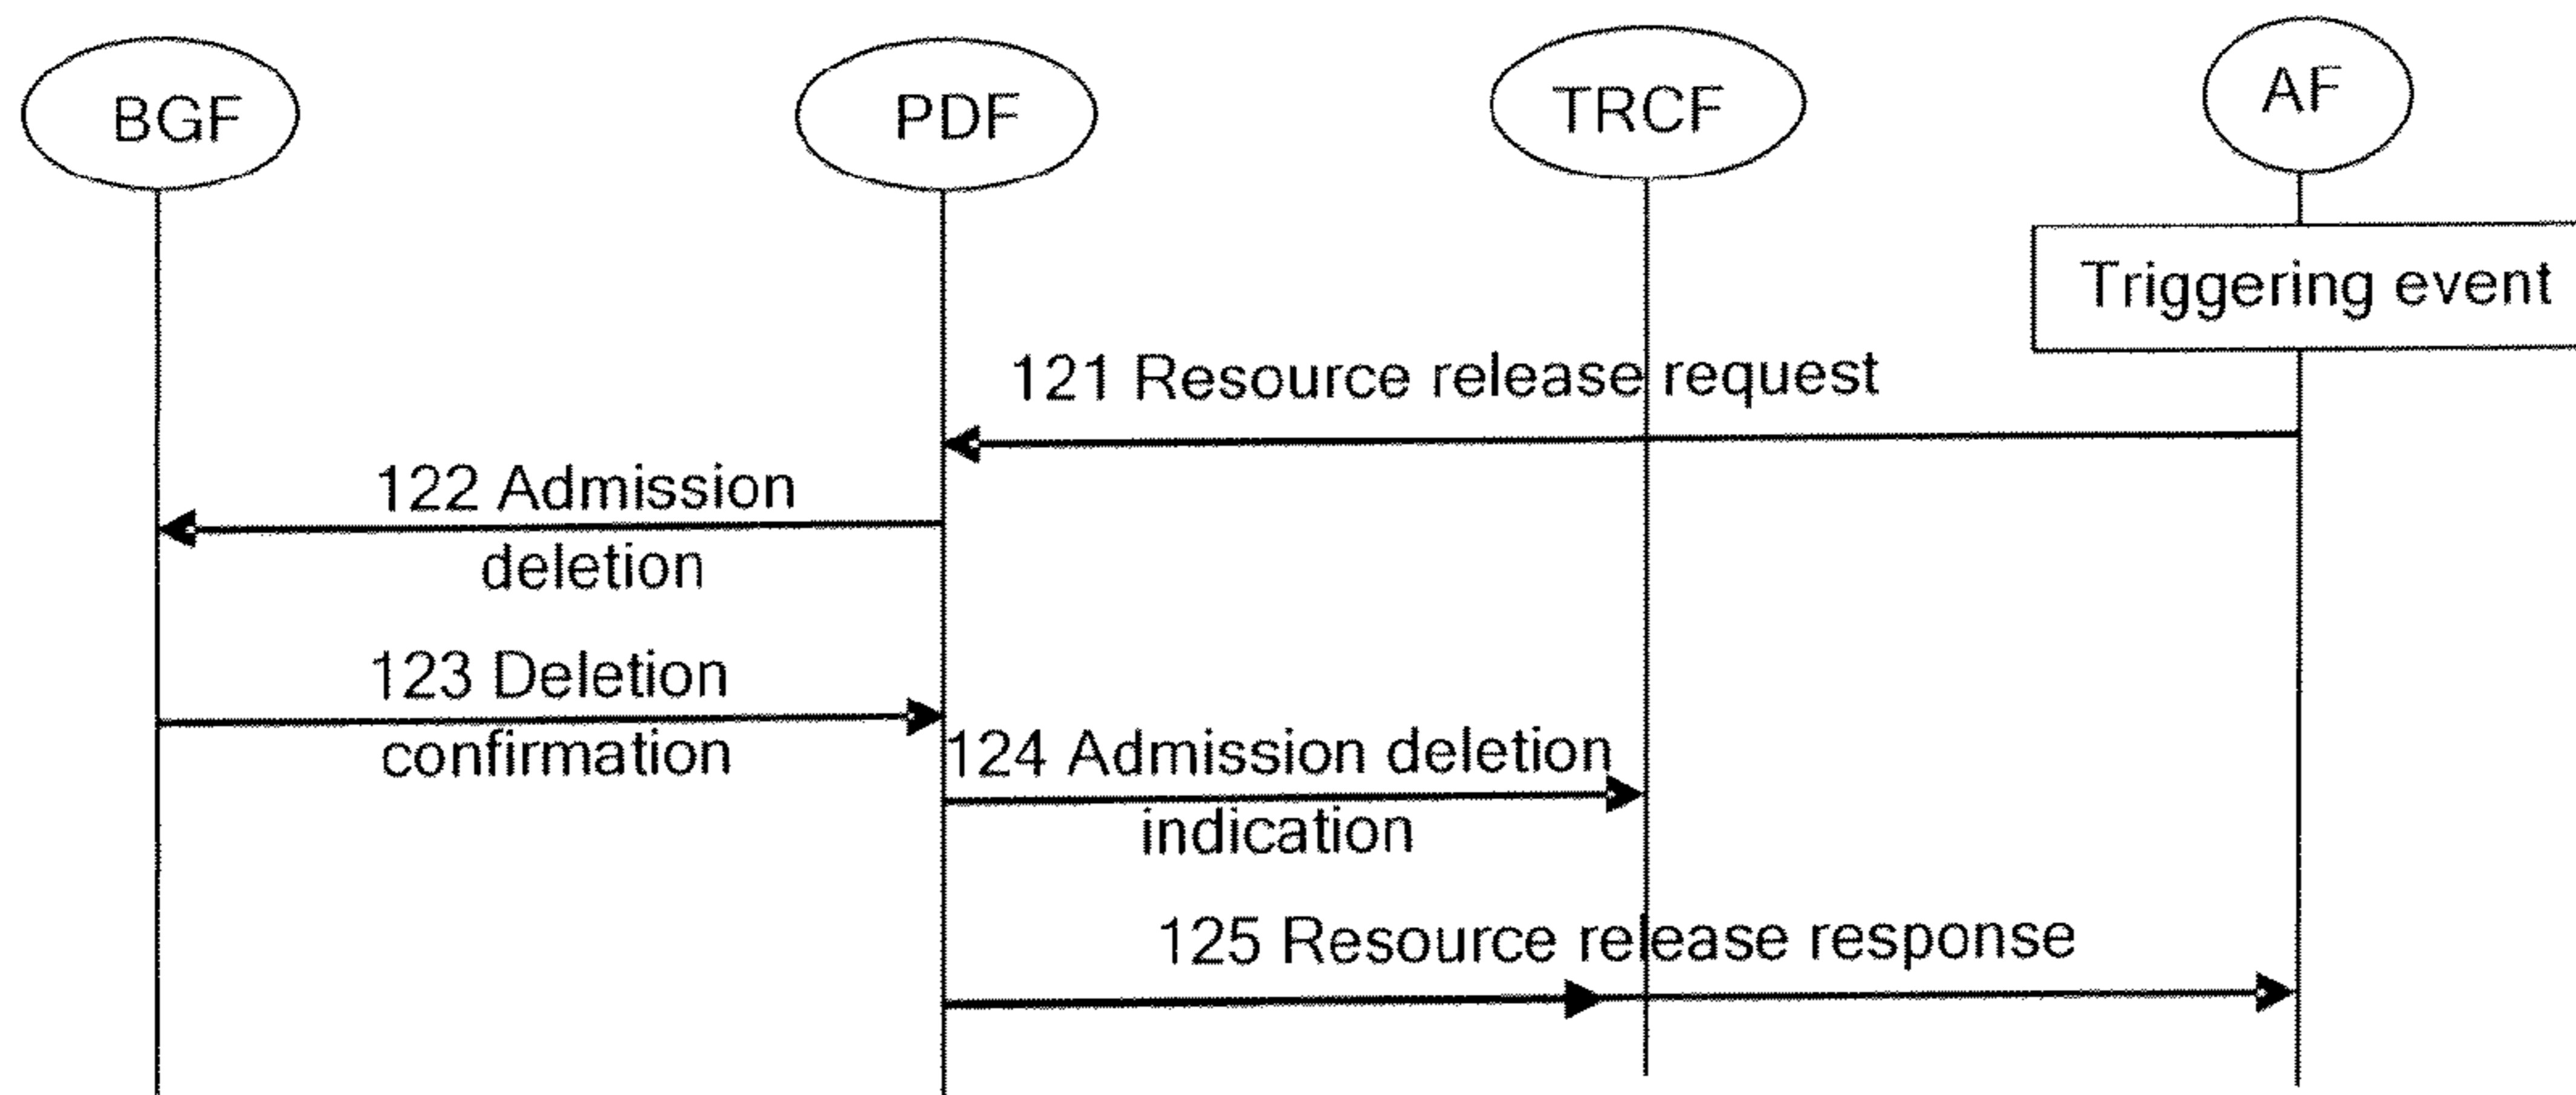 BGF
PDF
TRCF
AF
Triggering event
121 Resource release request
122 Admission
deletion
123 Deletion
confirmation
124 Admission deletion
indication
125 Resource release response